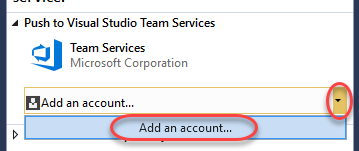 Push to Visual Studio Team Services
Team Services
Microsoft Corporation
Add an account...
Add an account...